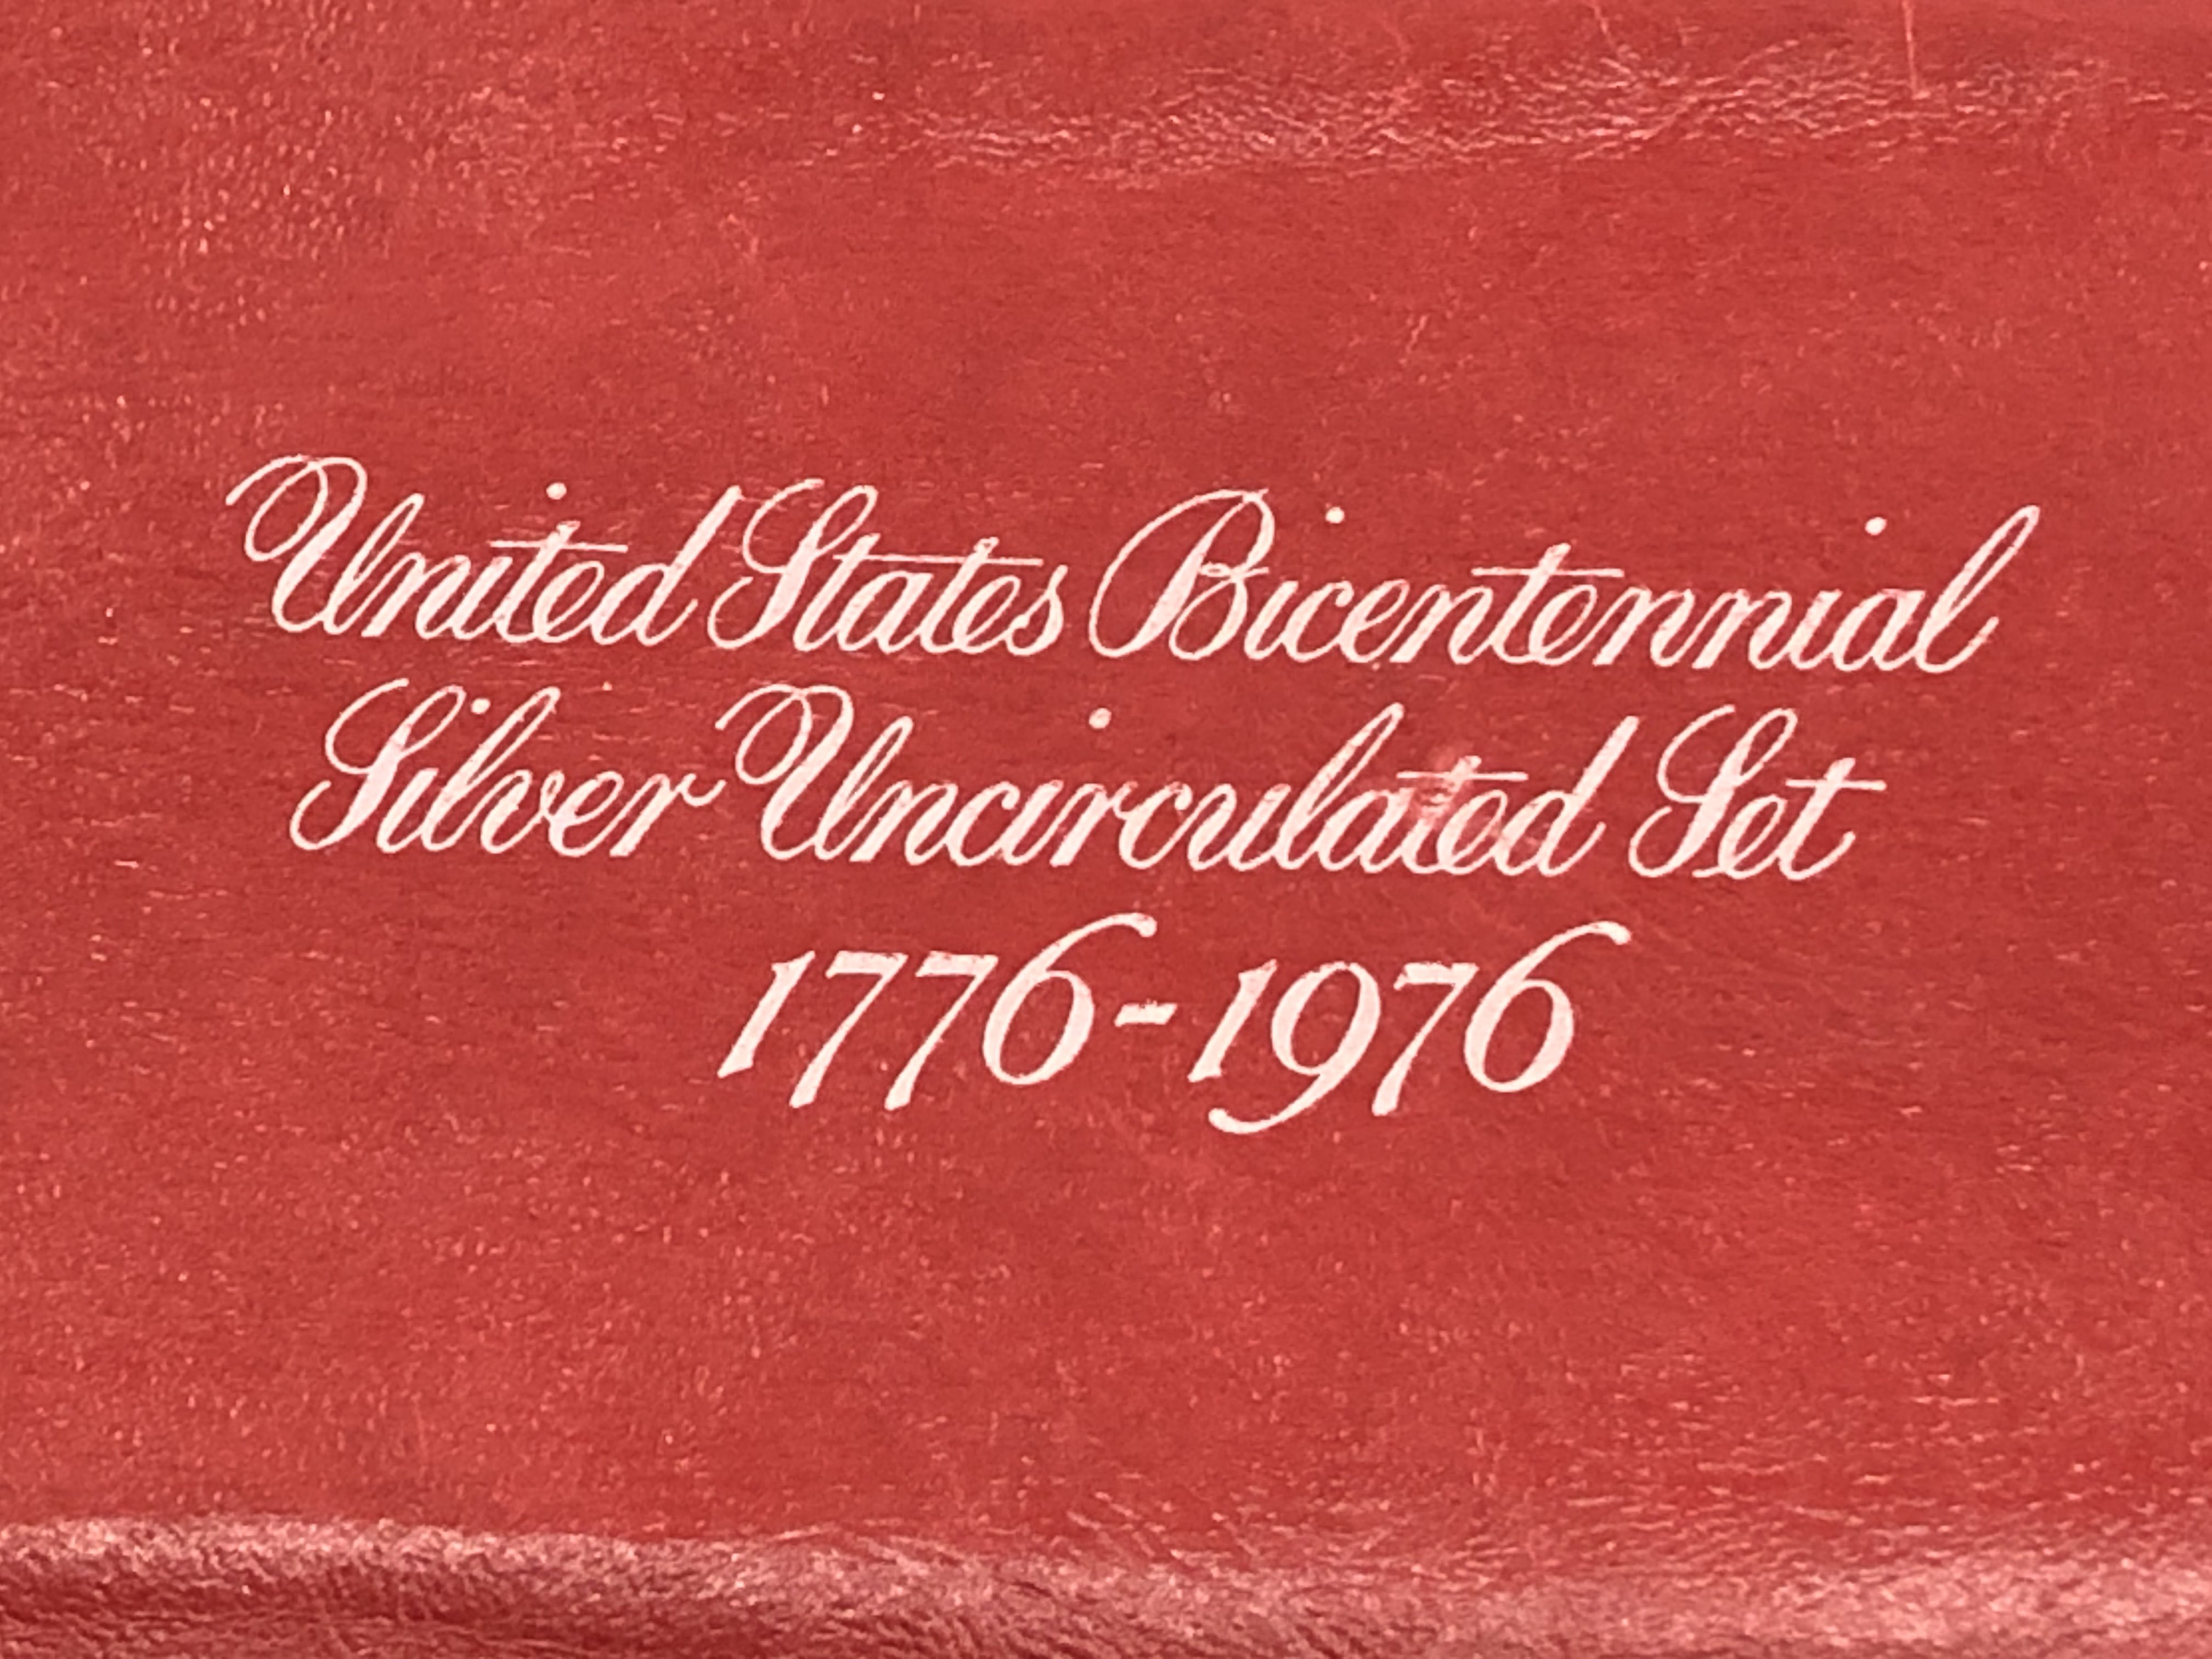 United States Bicentennial
Silver Uncirculated Set
1776-1976